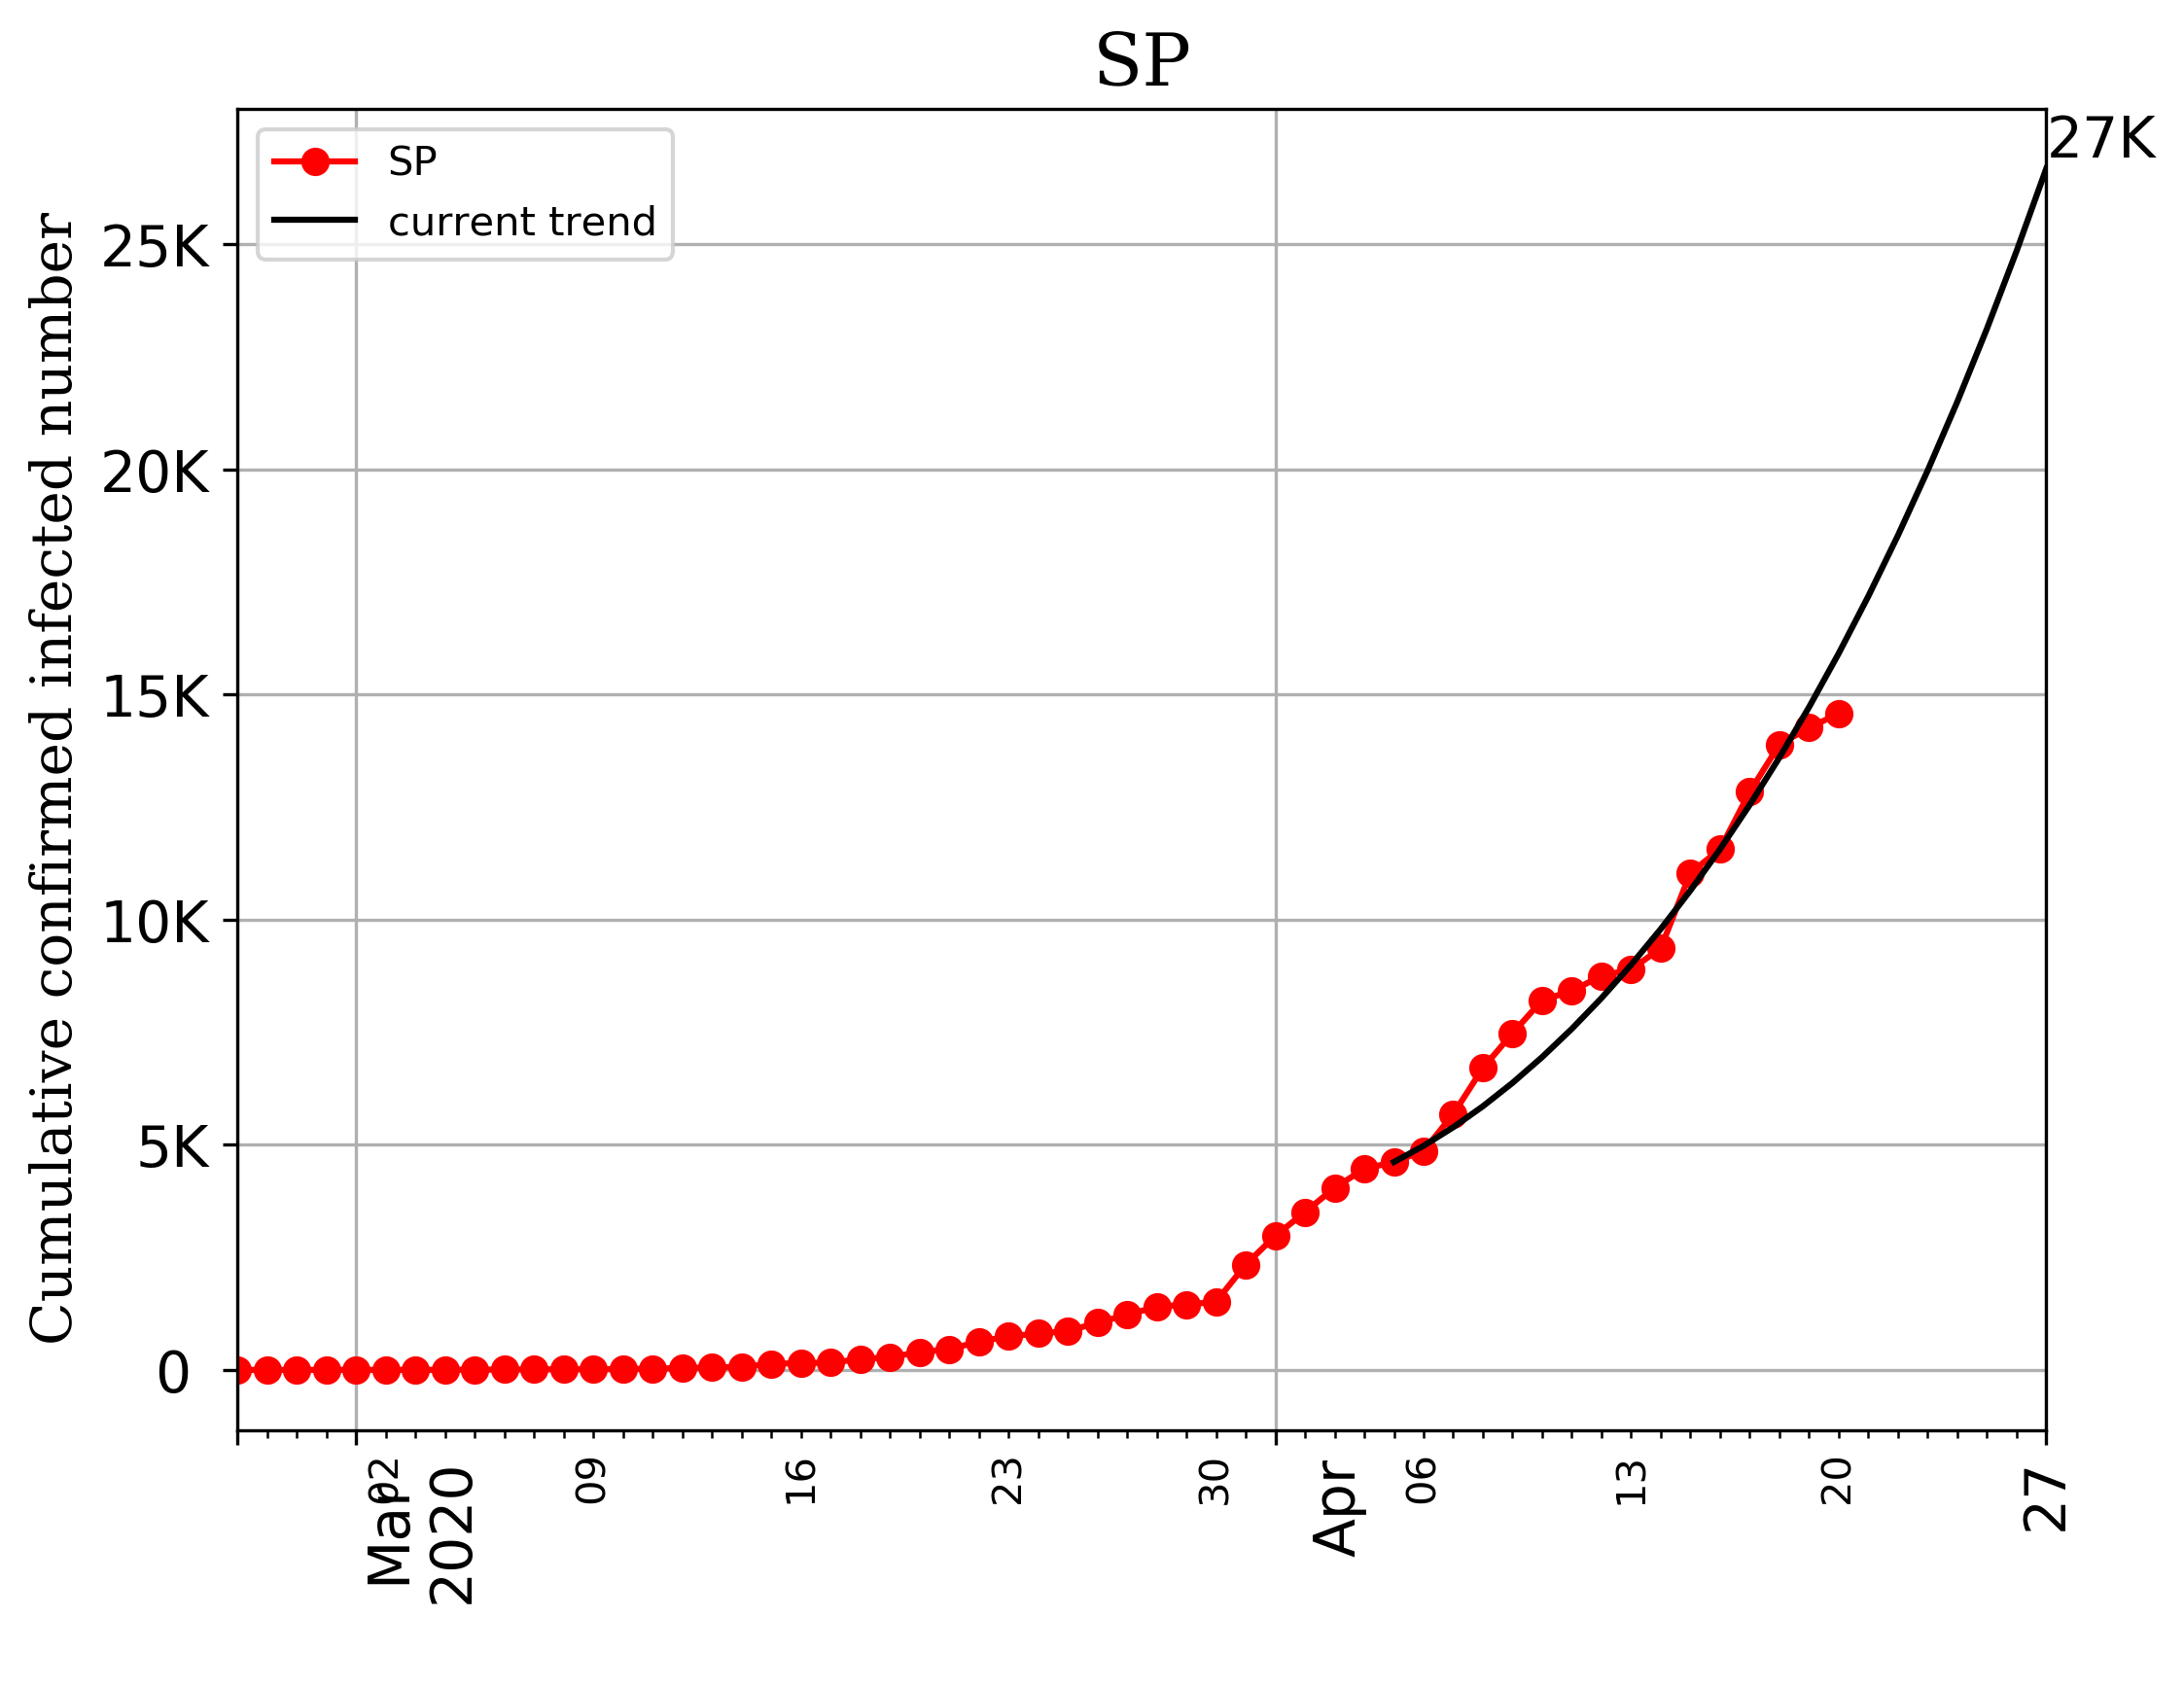 SP
27K
SP
current trend
Cumulative confirmed infected number
25K
20K
15K
10K
5K
0
02
09
16
23
30
06
13
20
27
Mar
2020
Apr